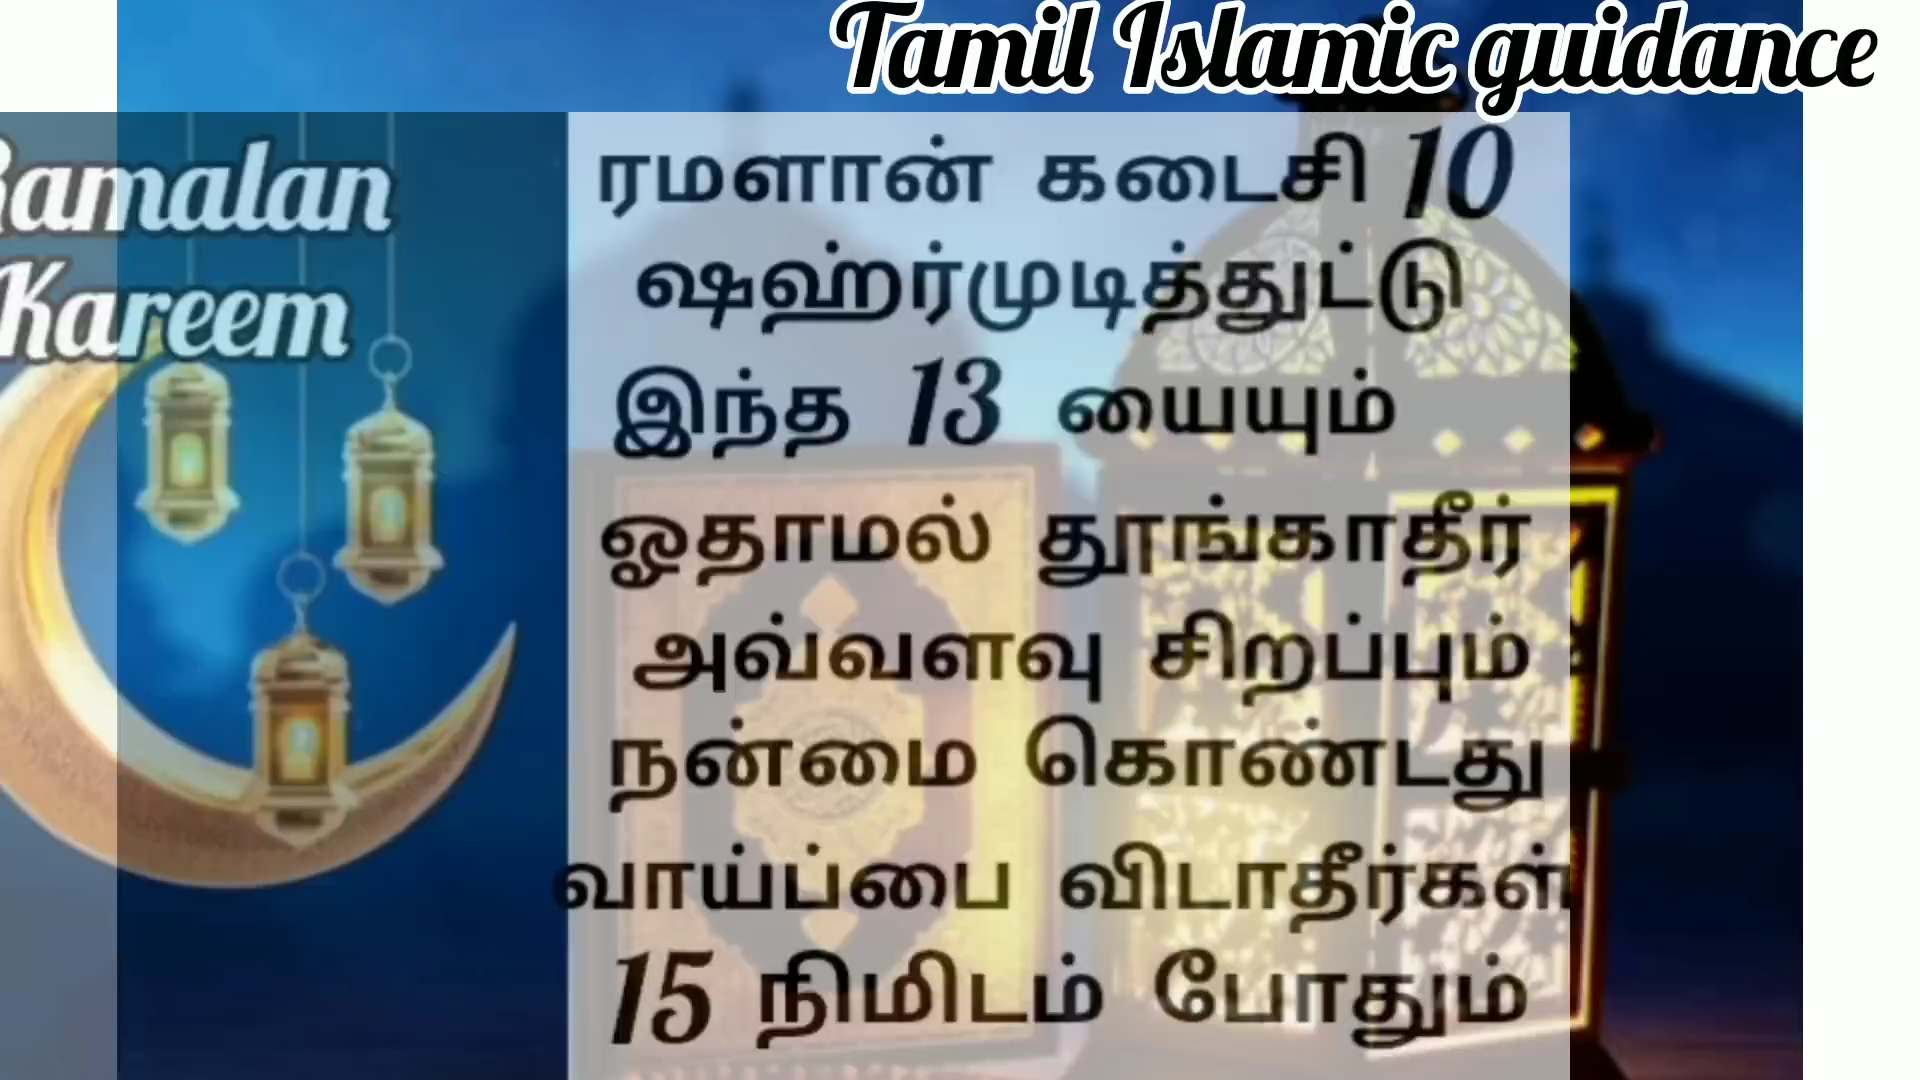 Tamil Islamic guidance
Ramalan
Kareem
ரமளான் கடைசி 10
ஷஹர்முடித்துட்டு
இந்த 13 யையும்
ஓதாமல் தூங்காதீர்
அவ்வளவு சிறப்பும்
நன்மை கொண்டது
வாய்ப்பை விடாதீர்கள்
15 நிமிடம் போதும்